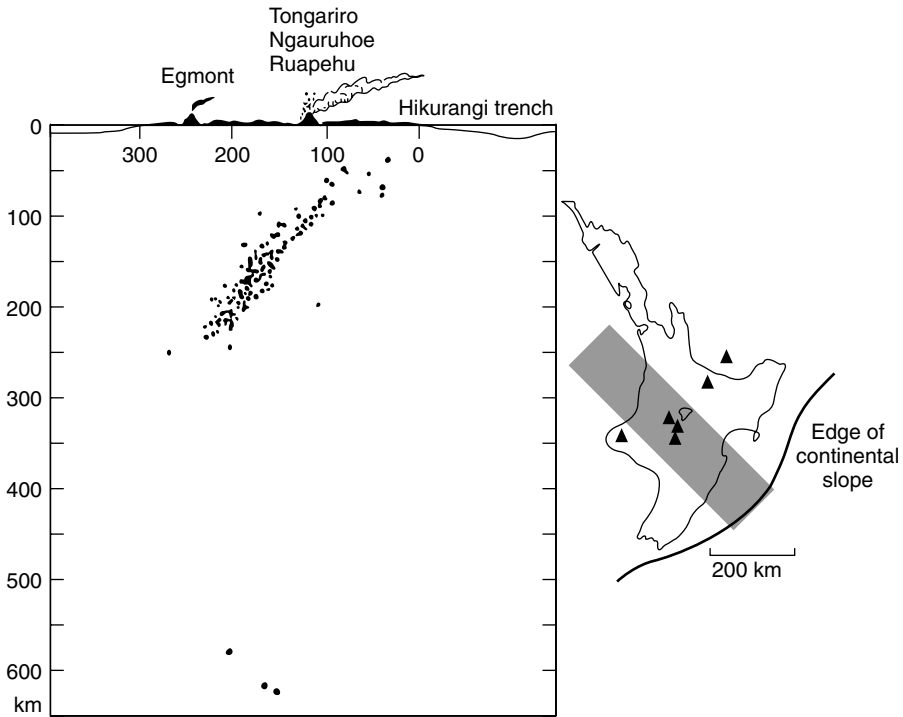 Tongariro
Ngauruhoe
Ruapehu
Egmont
Hikurangi trench
0
300 200 100 0
100
200
300
400
500
600
km
Edge of
continental
slope
200 km